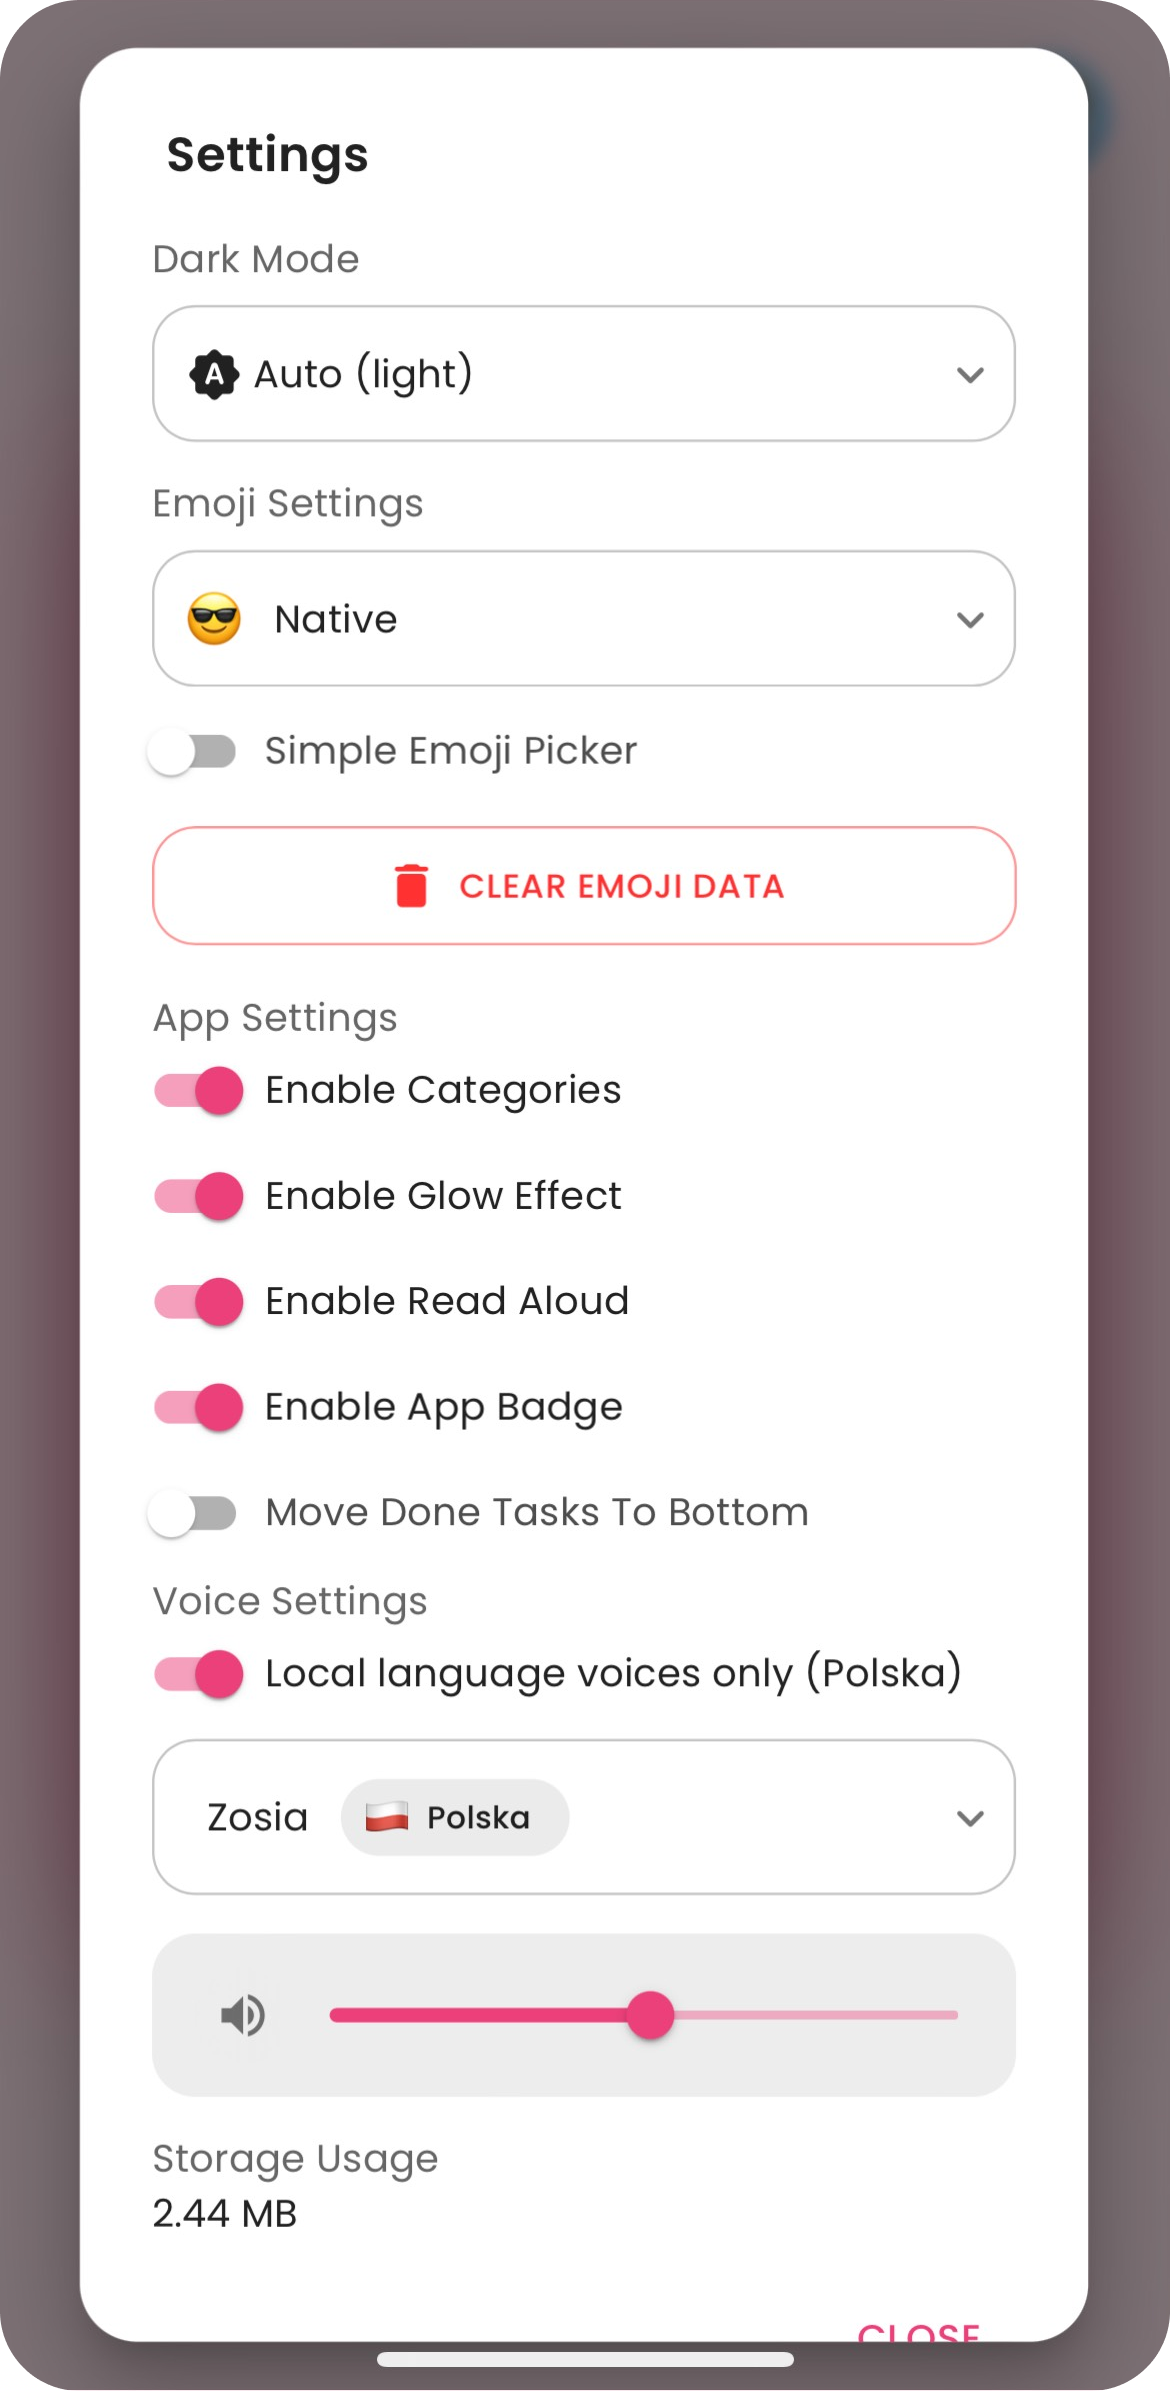 Settings
Dark Mode
A Auto (light)
Emoji Settings
Native
Simple Emoji Picker
CLEAR EMOJI DATA
App Settings
Enable Categories
Enable Glow Effect
Enable Read Aloud
Enable App Badge
Move Done Tasks To Bottom
Voice Settings
Local language voices only (Polska)
Zosia Polska
Storage Usage
2.44 MB
CLOSE